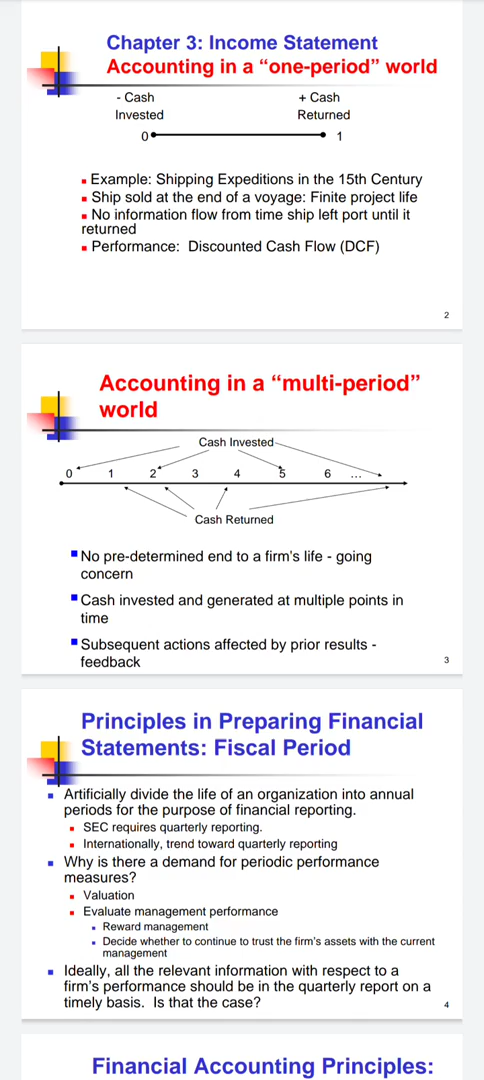 Chapter 3: Income Statement
Accounting in a “one-period” world
- Cash
Invested
+ Cash
Returned
0
1
Example: Shipping Expeditions in the 15th Century
Ship sold at the end of a voyage: Finite project life
No information flow from time ship left port until it
returned
Performance: Discounted Cash Flow (DCF)
2
Accounting in a “multi-period”
world
Cash Invested
0 1 2 3 4 5 6 ...
Cash Returned
No pre-determined end to a firm's life - going
concern
Cash invested and generated at multiple points in
time
Subsequent actions affected by prior results -
feedback
3
Principles in Preparing Financial
Statements: Fiscal Period
Artificially divide the life of an organization into annual
periods for the purpose of financial reporting.
SEC requires quarterly reporting.
Internationally, trend toward quarterly reporting
Why is there a demand for periodic performance
measures?
Valuation
Evaluate management performance
Reward management
Decide whether to continue to trust the firm's assets with the current
management
Ideally, all the relevant information with respect to a
firm's performance should be in the quarterly report on a
timely basis. Is that the case?
4
Financial Accounting Principles: